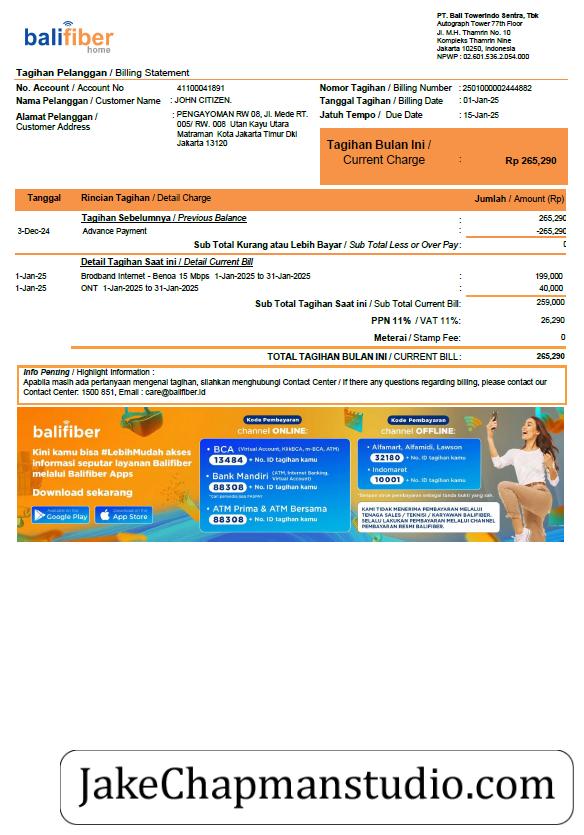 balifiber
home
PT. Bali Towerindo Sentra, Tbk
Autograph Tower 77th Floor
Jl. M.H. Thamrin No. 10
Kompleks Thamrin Nine
Jakarta 10250, Indonesia
NPWP : 02.601.536.2.054.000
Tagihan Pelanggan / Billing Statement
No. Account / Account No 41100041891
Nama Pelanggan / Customer Name : JOHN CITIZEN.
Alamat Pelanggan / : PENGAYOMAN RW 08, Jl. Mede RT.
Customer Address 005/ RW. 008 Utan Kayu Utara
Matraman Kota Jakarta Timur Dki
Jakarta 13120
Nomor Tagihan / Billing Number : 2501000002444882
Tanggal Tagihan / Billing Date : 01-Jan-25
Jatuh Tempo / Due Date : 15-Jan-25
Tagihan Bulan Ini /
Current Charge : Rp 265,290
Tanggal Rincian Tagihan / Detail Charge Jumlah / Amount (Rp)
Tagihan Sebelumnya / Previous Balance : 265,290
3-Dec-24 Advance Payment : -265,290
Sub Total Kurang atau Lebih Bayar / Sub Total Less or Over Pay: 0
Detail Tagihan Saat ini / Detail Current Bill
1-Jan-25 Brodband Internet - Benoa 15 Mbps 1-Jan-2025 to 31-Jan-2025 : 199,000
1-Jan-25 ONT 1-Jan-2025 to 31-Jan-2025 : 40,000
Sub Total Tagihan Saat ini / Sub Total Current Bill: 259,000
PPN 11% / VAT 11%: 26,290
Meterai / Stamp Fee: 0
TOTAL TAGIHAN BULAN INI / CURRENT BILL: 265,290
Info Penting / Highlight Information :
Apabila masih ada pertanyaan mengenai tagihan, silahkan menghubungi Contact Center / If there any questions regarding billing, please contact our
Contact Center: 1500 851, Email : care@balifiber.id
balifiber
Kini kamu bisa #LebihMudah akses
informasi seputar layanan Balifiber
melalui Balifiber Apps
Download sekarang
Google Play
App Store
Kode Pembayaran
channel ONLINE:
• BCA (Virtual Account, KlikBCA, m-BCA, ATM)
13484 + No. ID tagihan kamu
• Bank Mandiri (ATM, Internet Banking,
Virtual Account)
88308 + No. ID tagihan kamu
• ATM Prima & ATM Bersama
88308 + No. ID tagihan kamu
Kode Pembayaran
channel OFFLINE:
• Alfamart, Alfamidi, Lawson
32180 + No. ID tagihan kamu
• Indomaret
10001 + No. ID tagihan kamu
*Simpan struk pembayaran sebagai tanda bukti yang sah.
KAMI TIDAK MENERIMA PEMBAYARAN MELALUI
TENAGA SALES / TEKNISI / KARYAWAN BALIFIBER.
SELALU LAKUKAN PEMBAYARAN MELALUI CHANNEL
PEMBAYARAN RESMI BALIFIBER.
JakeChapmanstudio.com